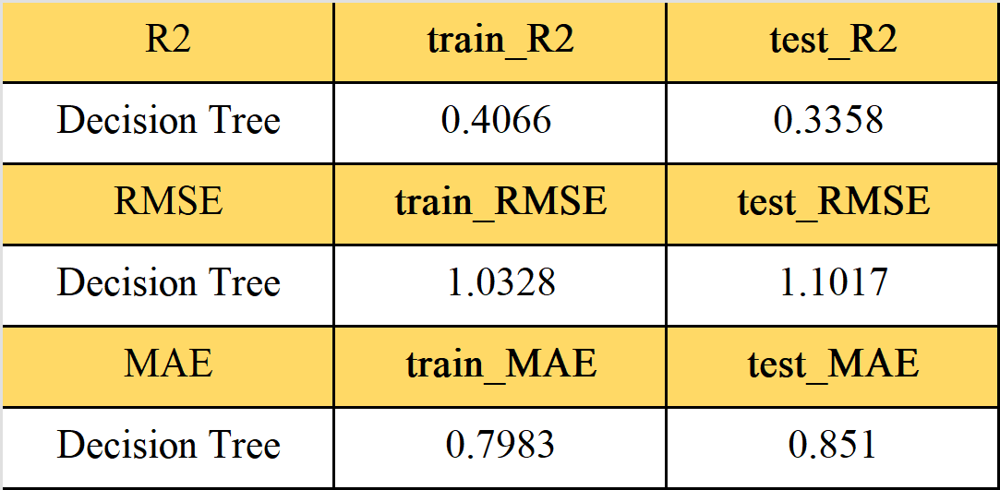 R2 train_R2 test_R2
Decision Tree 0.4066 0.3358
RMSE train_RMSE test_RMSE
Decision Tree 1.0328 1.1017
MAE train_MAE test_MAE
Decision Tree 0.7983 0.851